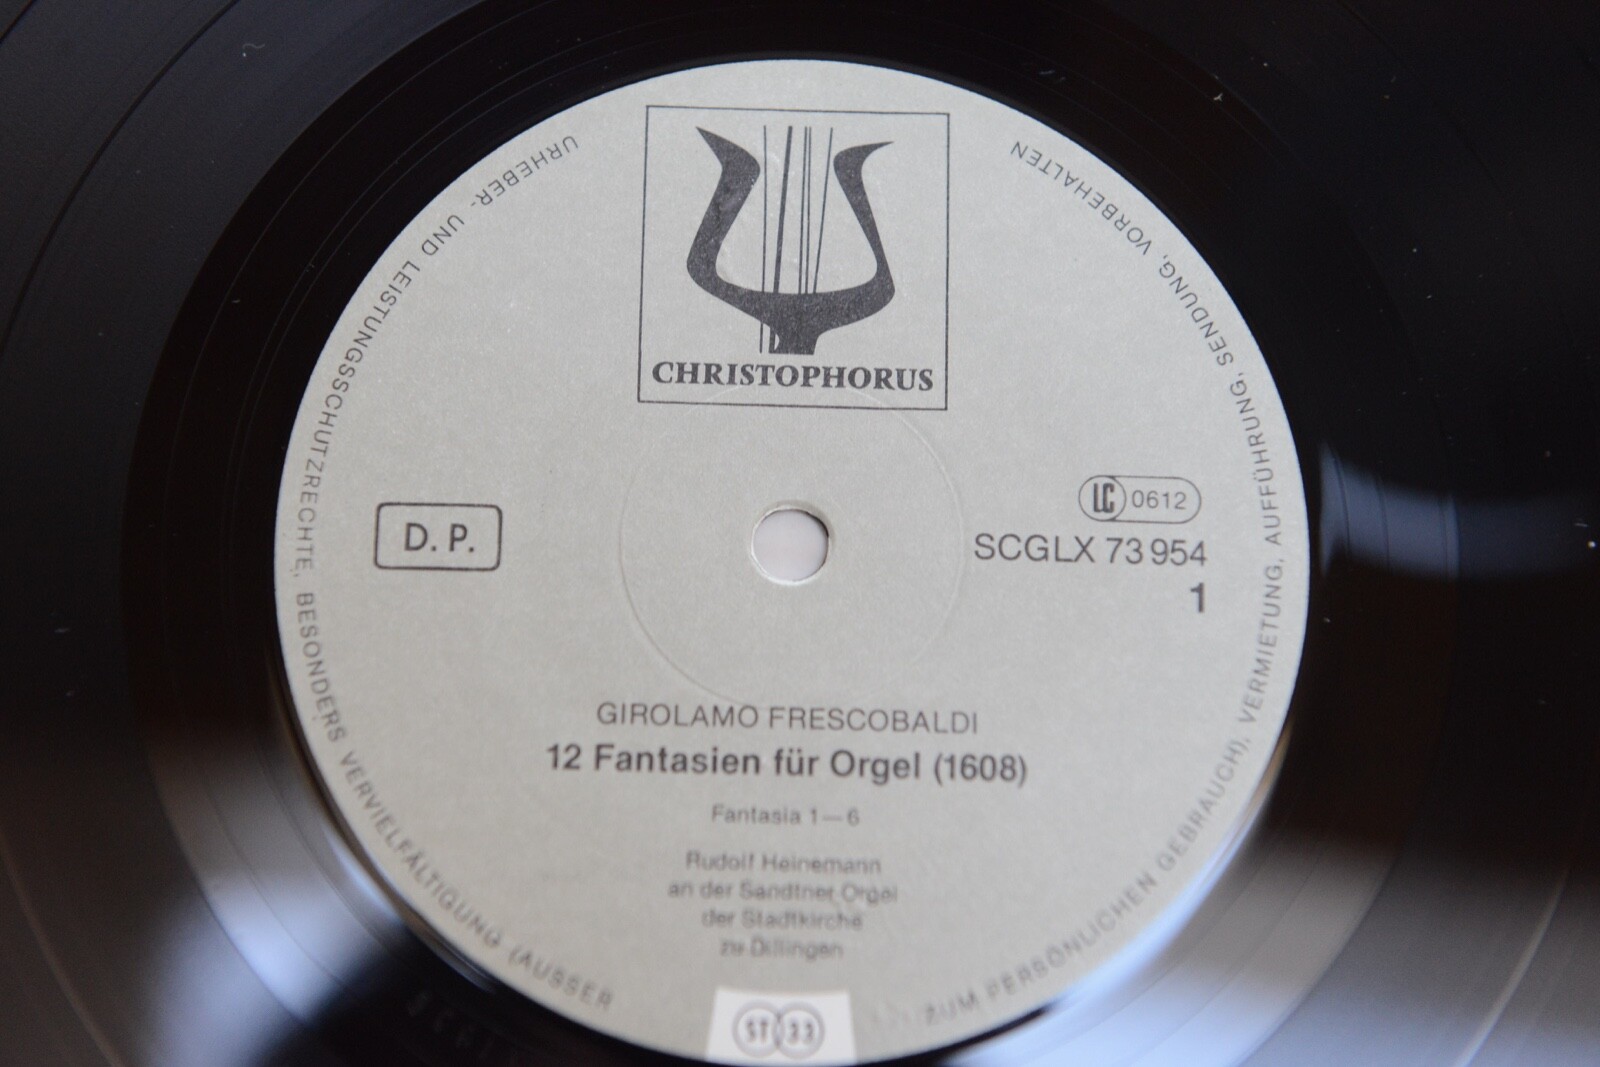 CHRISTOPHORUS
D. P.
LC 0612
SCGLX 73 954
1
GIROLAMO FRESCOBALDI
12 Fantasien für Orgel (1608)
Fantasia 1—6
Rudolf Heinemann
an der Sandtner Orgel
der Stadtkirche
zu Dillingen
ST 33
URHEBER- UND LEISTUNGSSCHUTZRECHTE, BESONDERS VERVIELFÄLTIGUNG (AUSSER ZUM PERSÖNLICHEN GEBRAUCH), VERMIETUNG, AUFFÜHRUNG, SENDUNG, VORBEHALTEN